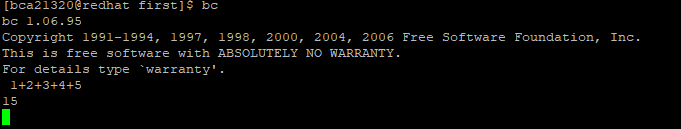 [bca21320@redhat first]$ bc
bc 1.06.95
Copyright 1991-1994, 1997, 1998, 2000, 2004, 2006 Free Software Foundation, Inc.
This is free software with ABSOLUTELY NO WARRANTY.
For details type `warranty'.
 1+2+3+4+5
15